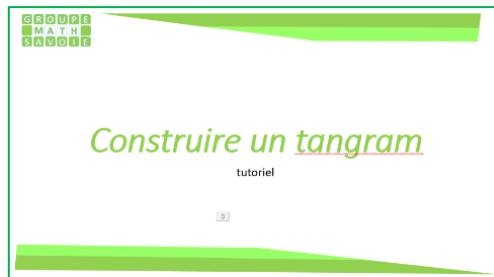 GROUPE
MATH
SAVOIE
Construire un tangram
tutoriel